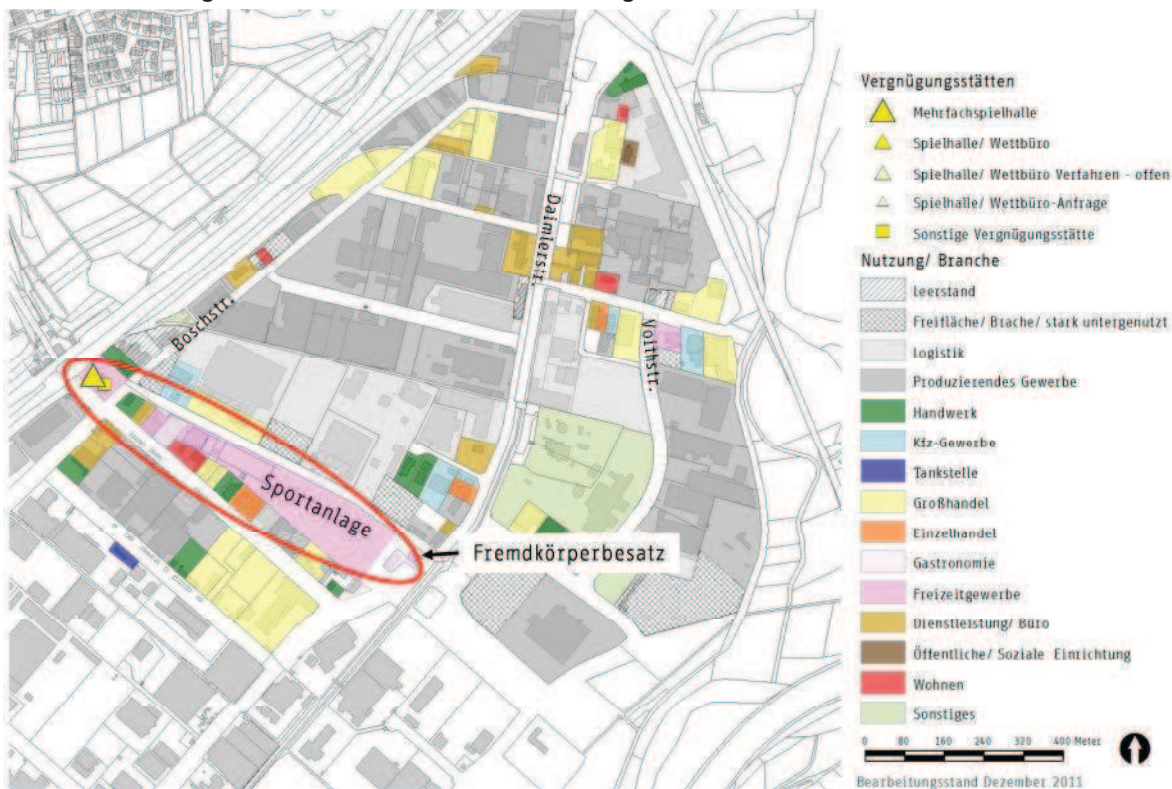 Boschstr.
Daimlerstr.
Voithstr.
Sportanlage
Fremdkörperbesatz
Vergnügungsstätten
Mehrfachspielhalle
Spielhalle/ Wettbüro
Spielhalle/ Wettbüro Verfahren - offen
Spielhalle/ Wettbüro-Anfrage
Sonstige Vergnügungsstätte
Nutzung/ Branche
Leerstand
Freifläche/ Brache/ stark untergenutzt
Logistik
Produzierendes Gewerbe
Handwerk
Kfz-Gewerbe
Tankstelle
Großhandel
Einzelhandel
Gastronomie
Freizeitgewerbe
Dienstleistung/ Büro
Öffentliche/ Soziale Einrichtung
Wohnen
Sonstiges
0 80 160 240 320 400 Meter
Bearbeitungsstand Dezember 2011